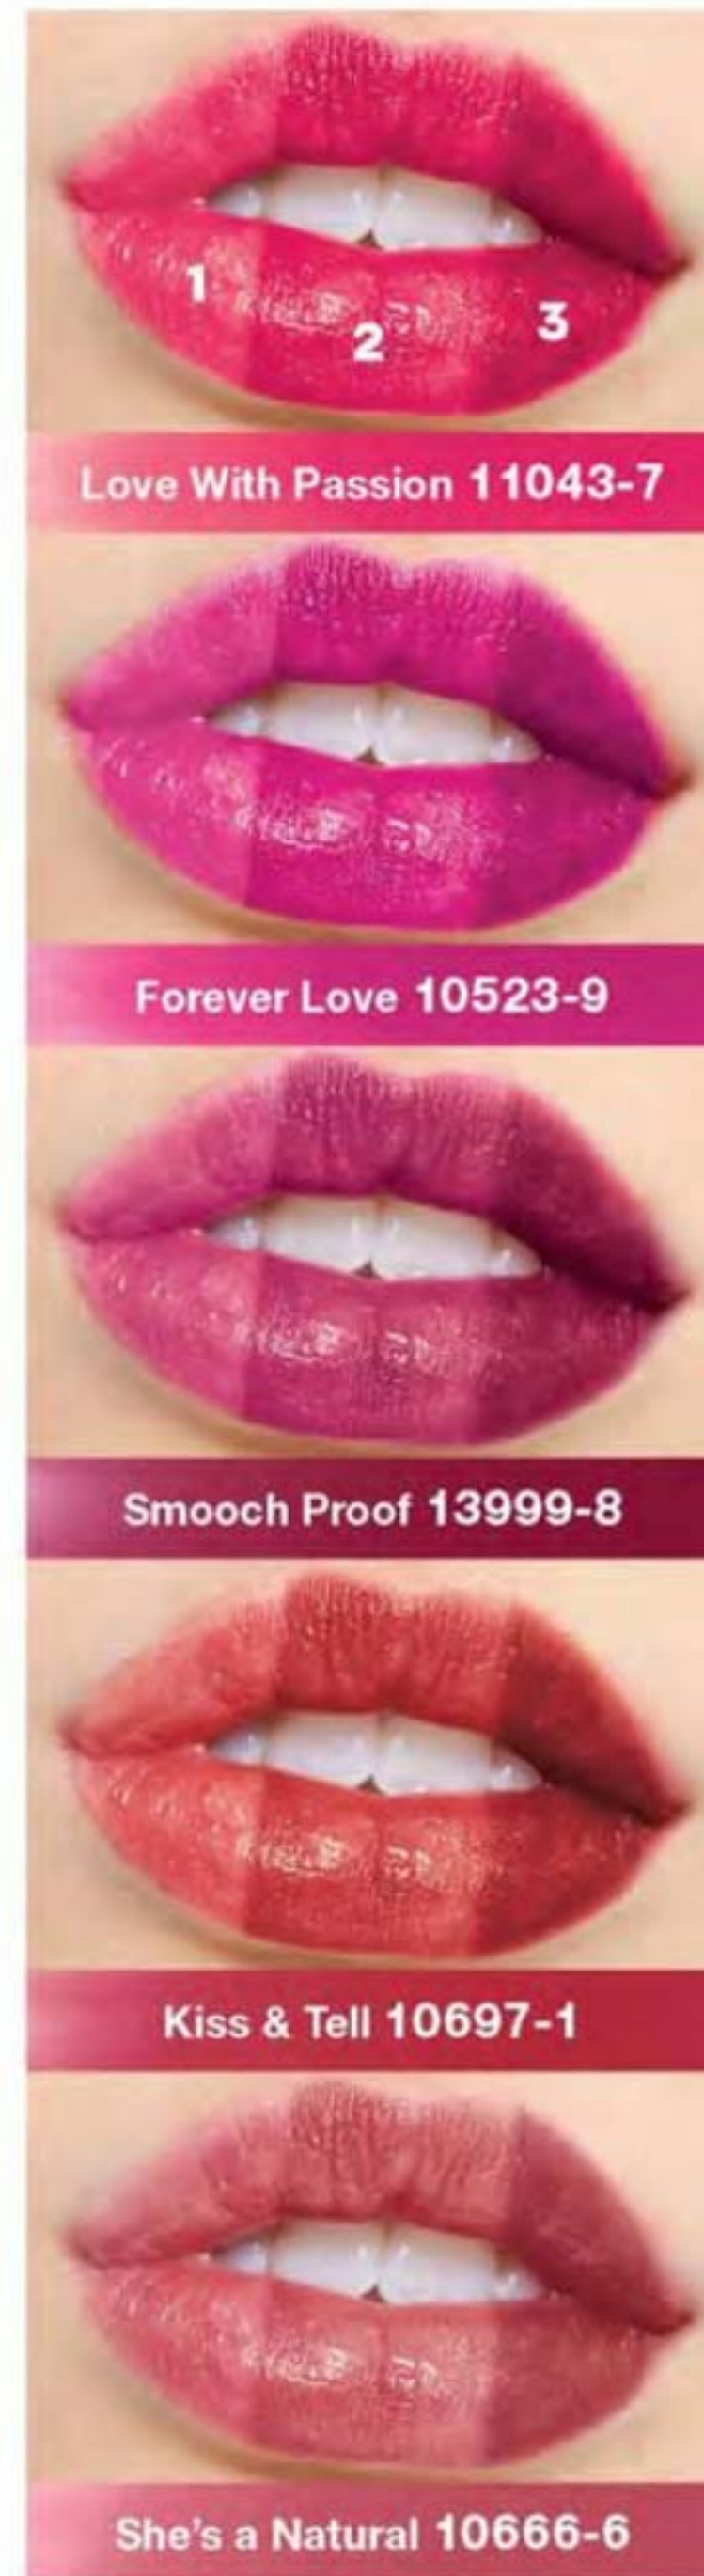 1
2
3
Love With Passion 11043-7
Forever Love 10523-9
Smooch Proof 13999-8
Kiss & Tell 10697-1
She's a Natural 10666-6